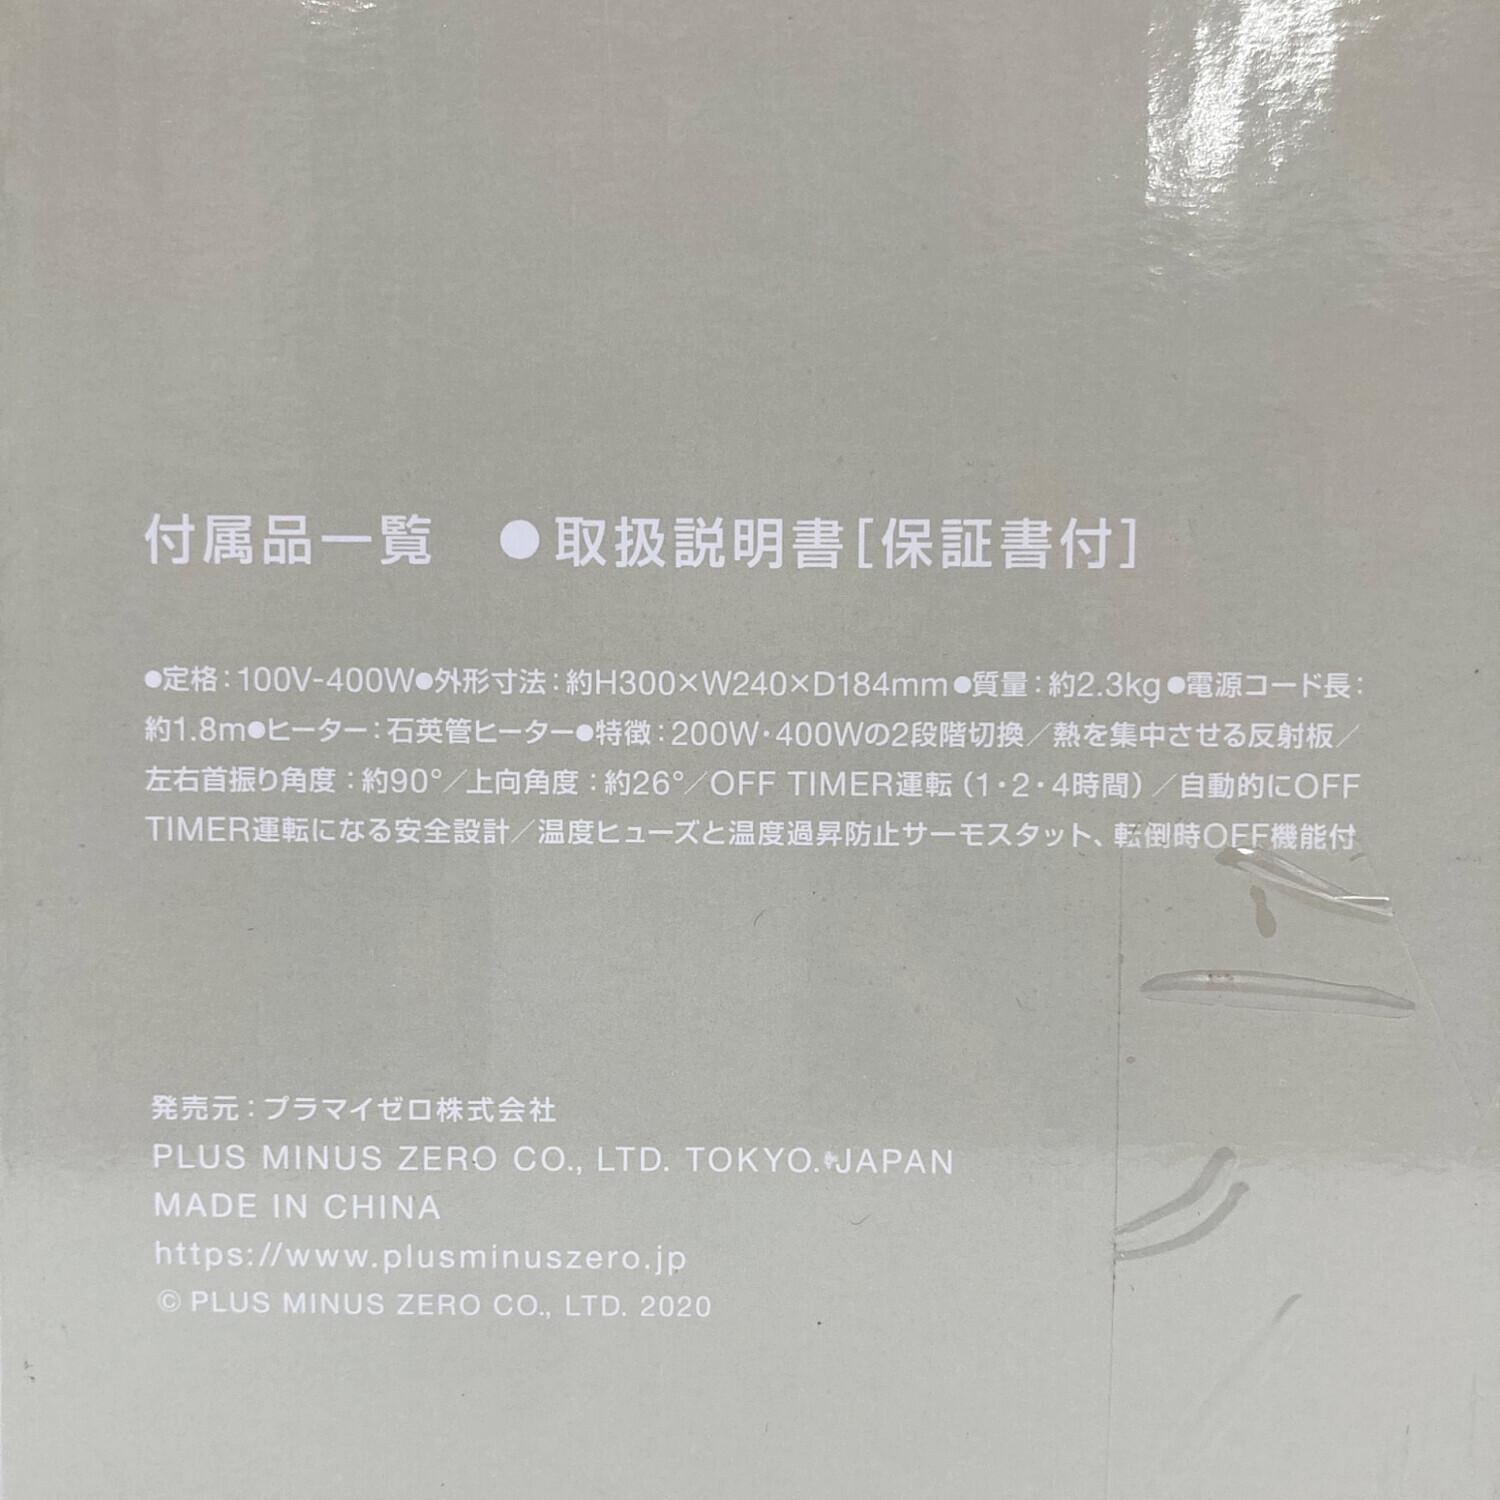 付属品一覧 ●取扱説明書[保証書付]
●定格：100V-400W●外形寸法：約H300×W240×D184mm●質量：約2.3kg●電源コード長：
約1.8m●ヒーター：石英管ヒーター●特徴：200W・400Wの2段階切換／熱を集中させる反射板／
左右首振り角度：約90°／上向角度：約26°／OFF TIMER運転（1・2・4時間）／自動的にOFF
TIMER運転になる安全設計／温度ヒューズと温度過昇防止サーモスタット、転倒時OFF機能付
発売元：プラマイゼロ株式会社
PLUS MINUS ZERO CO., LTD. TOKYO. JAPAN
MADE IN CHINA
https://www.plusminuszero.jp
© PLUS MINUS ZERO CO., LTD. 2020